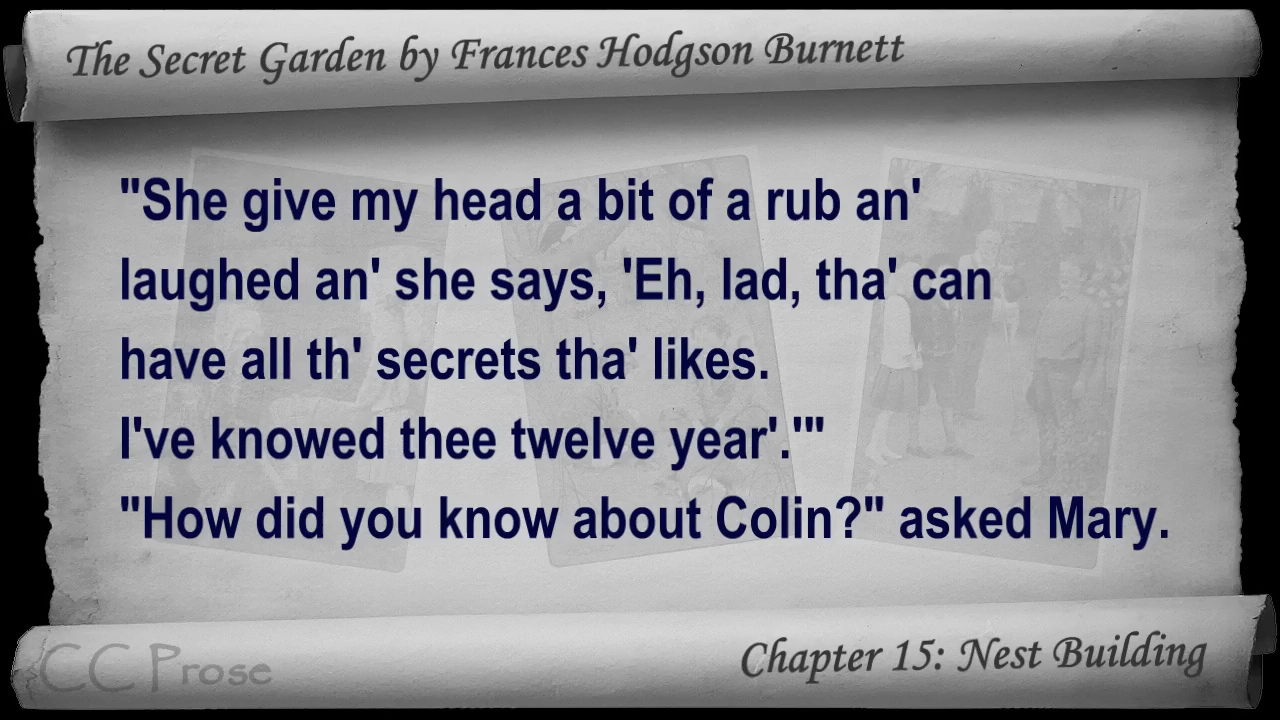 The Secret Garden by Frances Hodgson Burnett
"She give my head a bit of a rub an'
laughed an' she says, 'Eh, lad, tha' can
have all th' secrets tha' likes.
I've knowed thee twelve year'.'"
"How did you know about Colin?" asked Mary.
CC Prose
Chapter 15: Nest Building